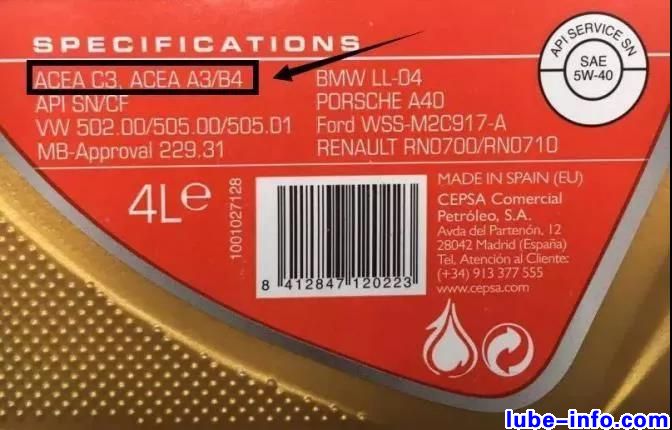 SPECIFICATIONS
ACEA C3, ACEA A3/B4
API SN/CF
VW 502.00/505.00/505.01
MB-Approval 229.31
BMW LL-04
PORSCHE A40
Ford WSS-M2C917-A
RENAULT RN0700/RN0710
API SERVICE SN
SAE
5W-40
4Le
1001027128
8 412847 120223
MADE IN SPAIN (EU)
CEPSA Comercial
Petróleo, S.A.
Avda del Partenón, 12
28042 Madrid (España)
Tel. Atención al Cliente:
(+34) 913 377 555
www.cepsa.com
lube-info.com